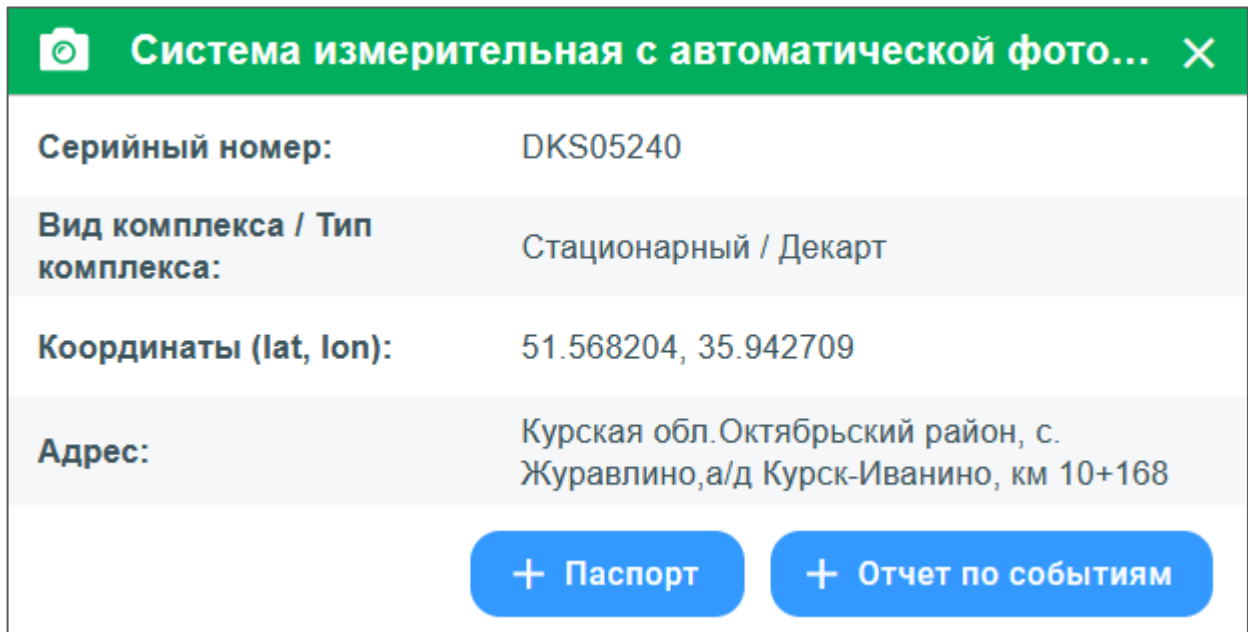 Система измерительная с автоматической фото...
Серийный номер: DKS05240
Вид комплекса / Тип
комплекса:
Стационарный / Декарт
Координаты (lat, lon): 51.568204, 35.942709
Адрес:
Курская обл.Октябрьский район, с.
Журавлино,а/д Курск-Иванино, км 10+168
+ Паспорт
+ Отчет по событиям